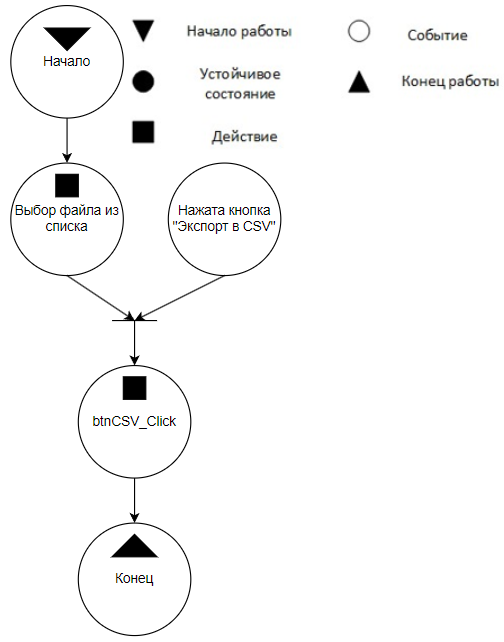 Начало
Начало работы
Событие
Устойчивое
состояние
Конец работы
Действие
Выбор файла из
списка
Нажата кнопка
"Экспорт в CSV"
btnCSV_Click
Конец